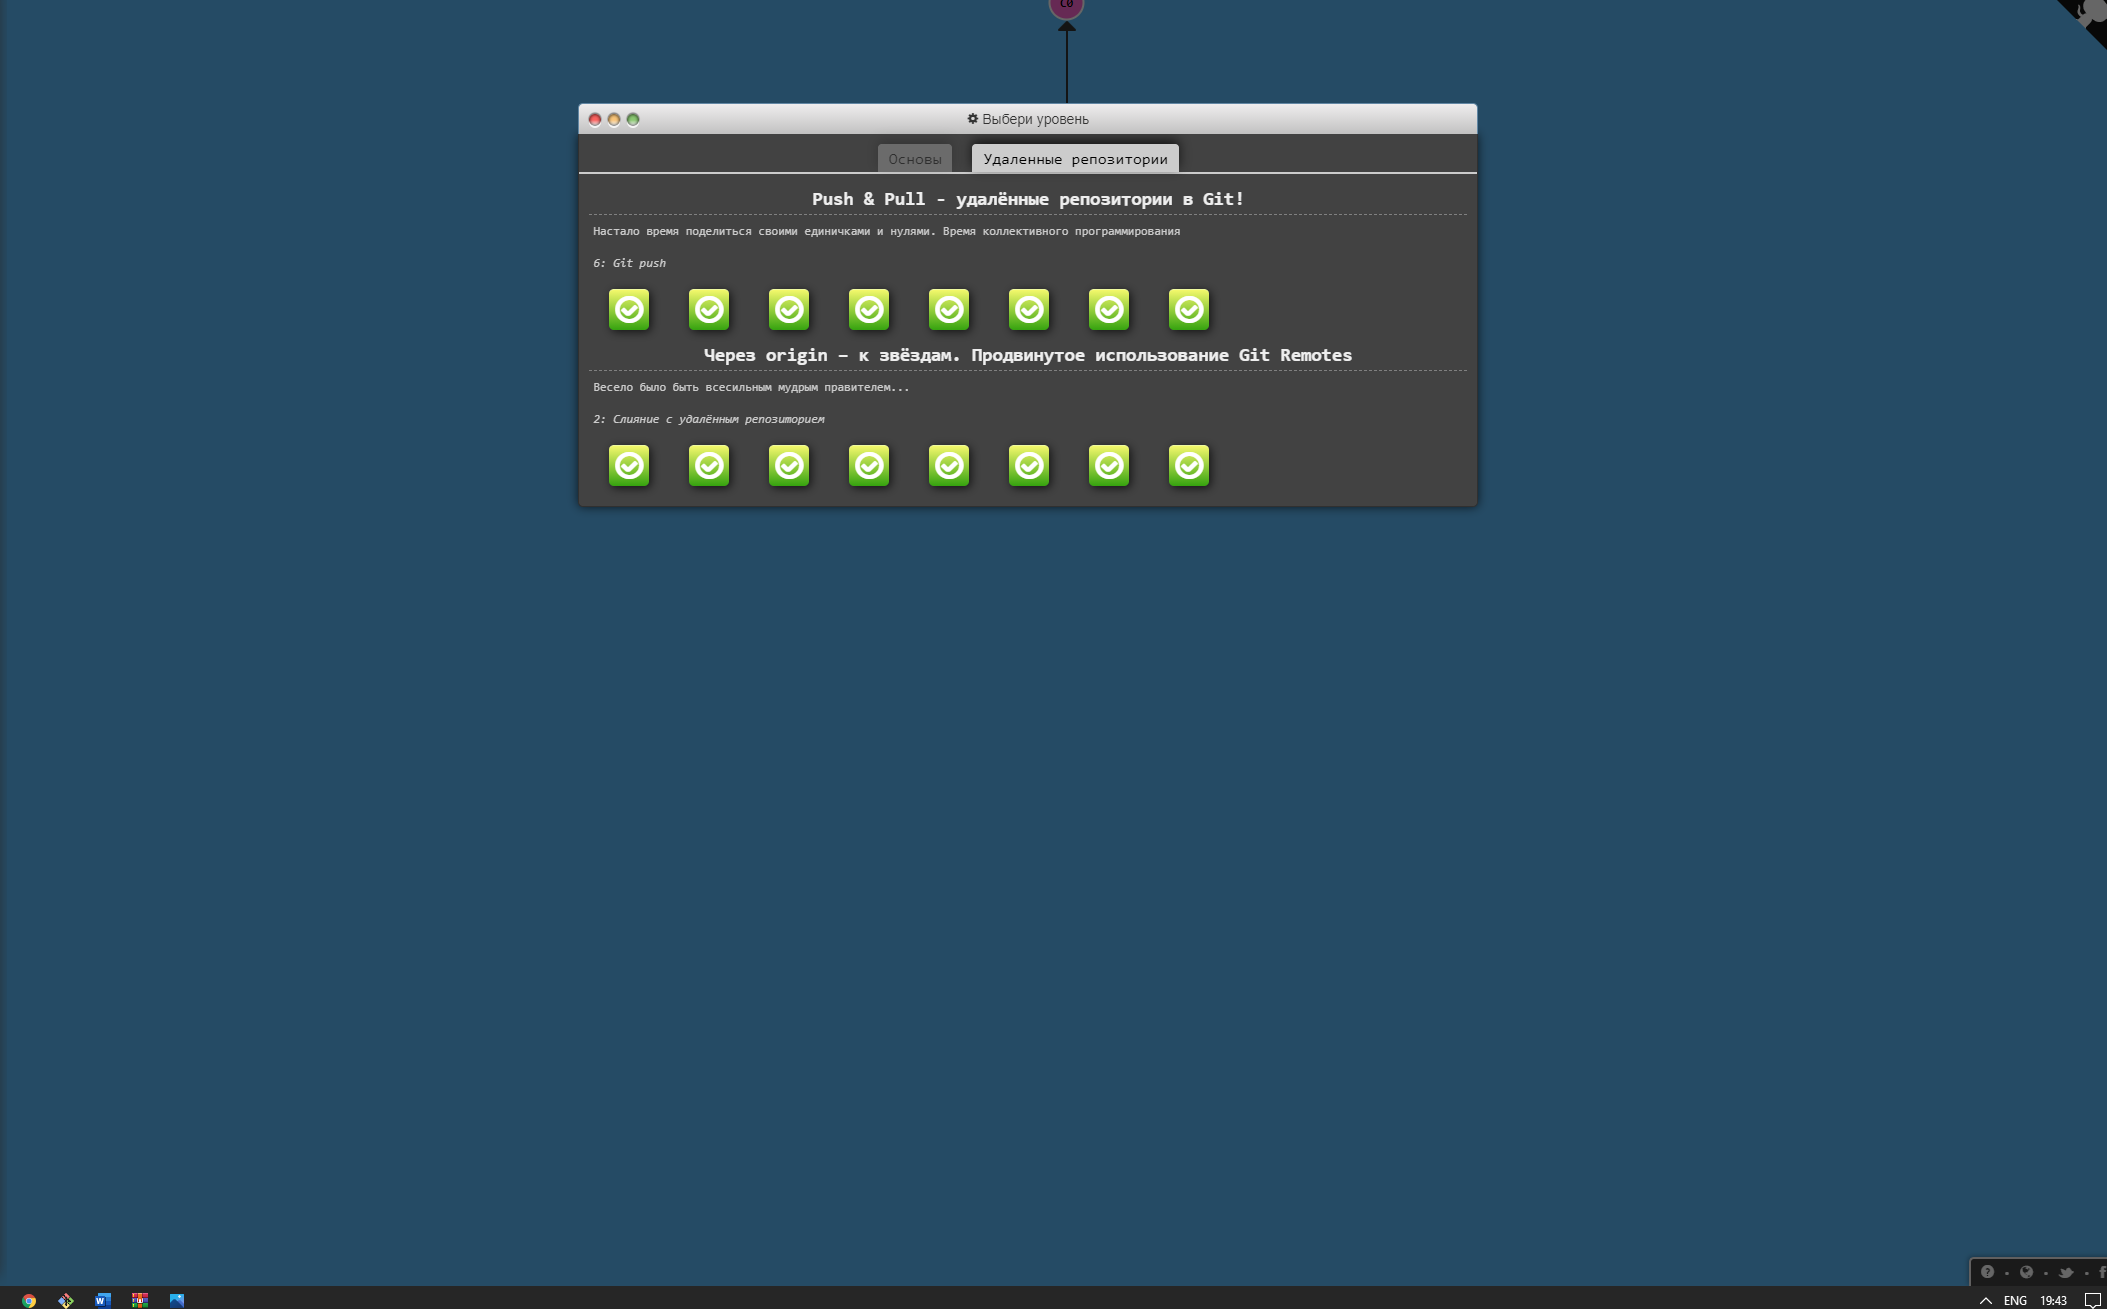 C0
Выбери уровень
Основы
Удаленные репозитории
Push & Pull - удалённые репозитории в Git!
Настало время поделиться своими единичками и нулями. Время коллективного программирования
6: Git push
Через origin – к звёздам. Продвинутое использование Git Remotes
Весело было быть всесильным мудрым правителем...
2: Слияние с удалённым репозиторием
ENG
19:43